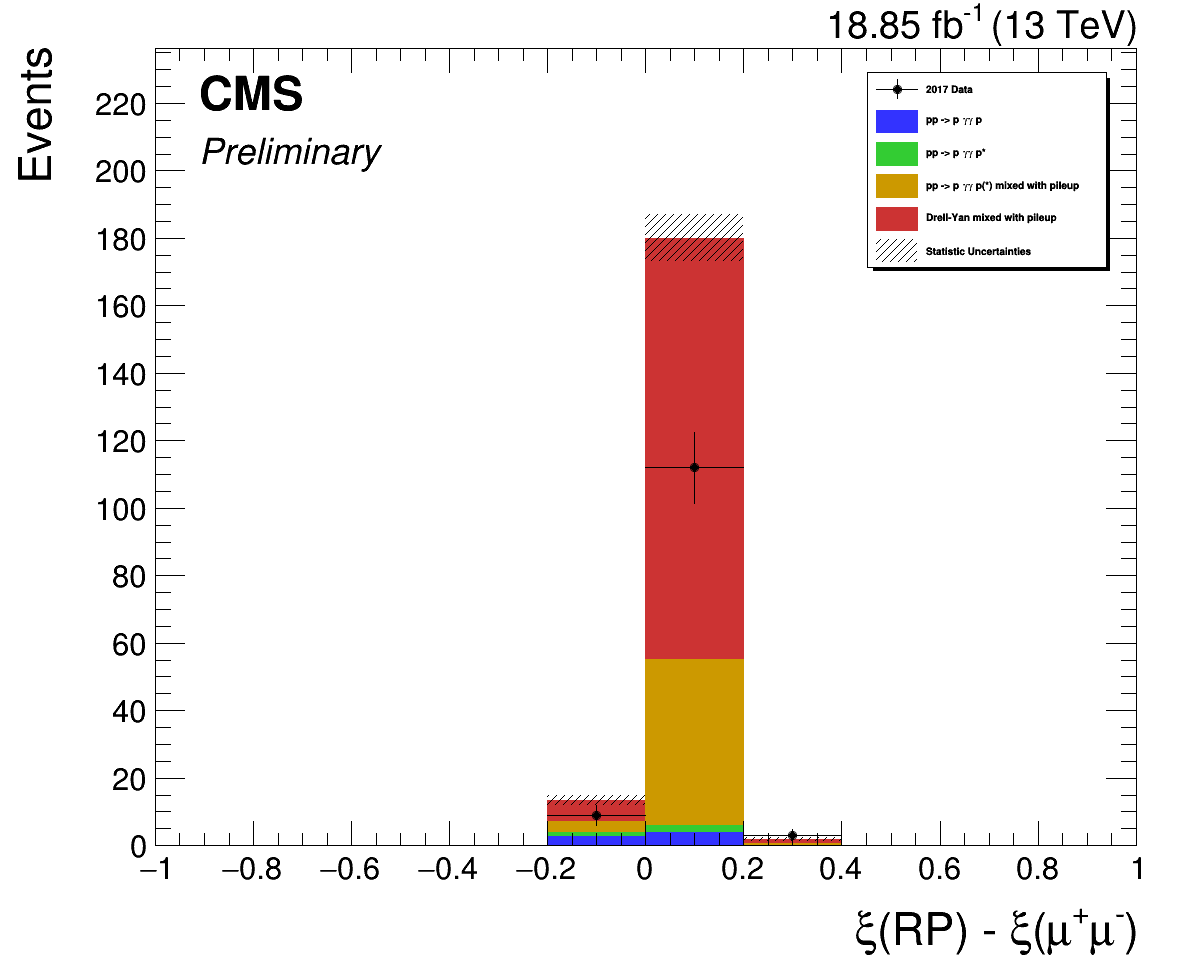 18.85 fb-1 (13 TeV)
Events
CMS
Preliminary
2017 Data
pp -> p γγ p
pp -> p γγ p*
pp -> p γγ p(*) mixed with pileup
Drell-Yan mixed with pileup
Statistic Uncertainties
220
200
180
160
140
120
100
80
60
40
20
0
−1 −0.8 −0.6 −0.4 −0.2 0 0.2 0.4 0.6 0.8 1
ξ(RP) - ξ(μ+μ-)